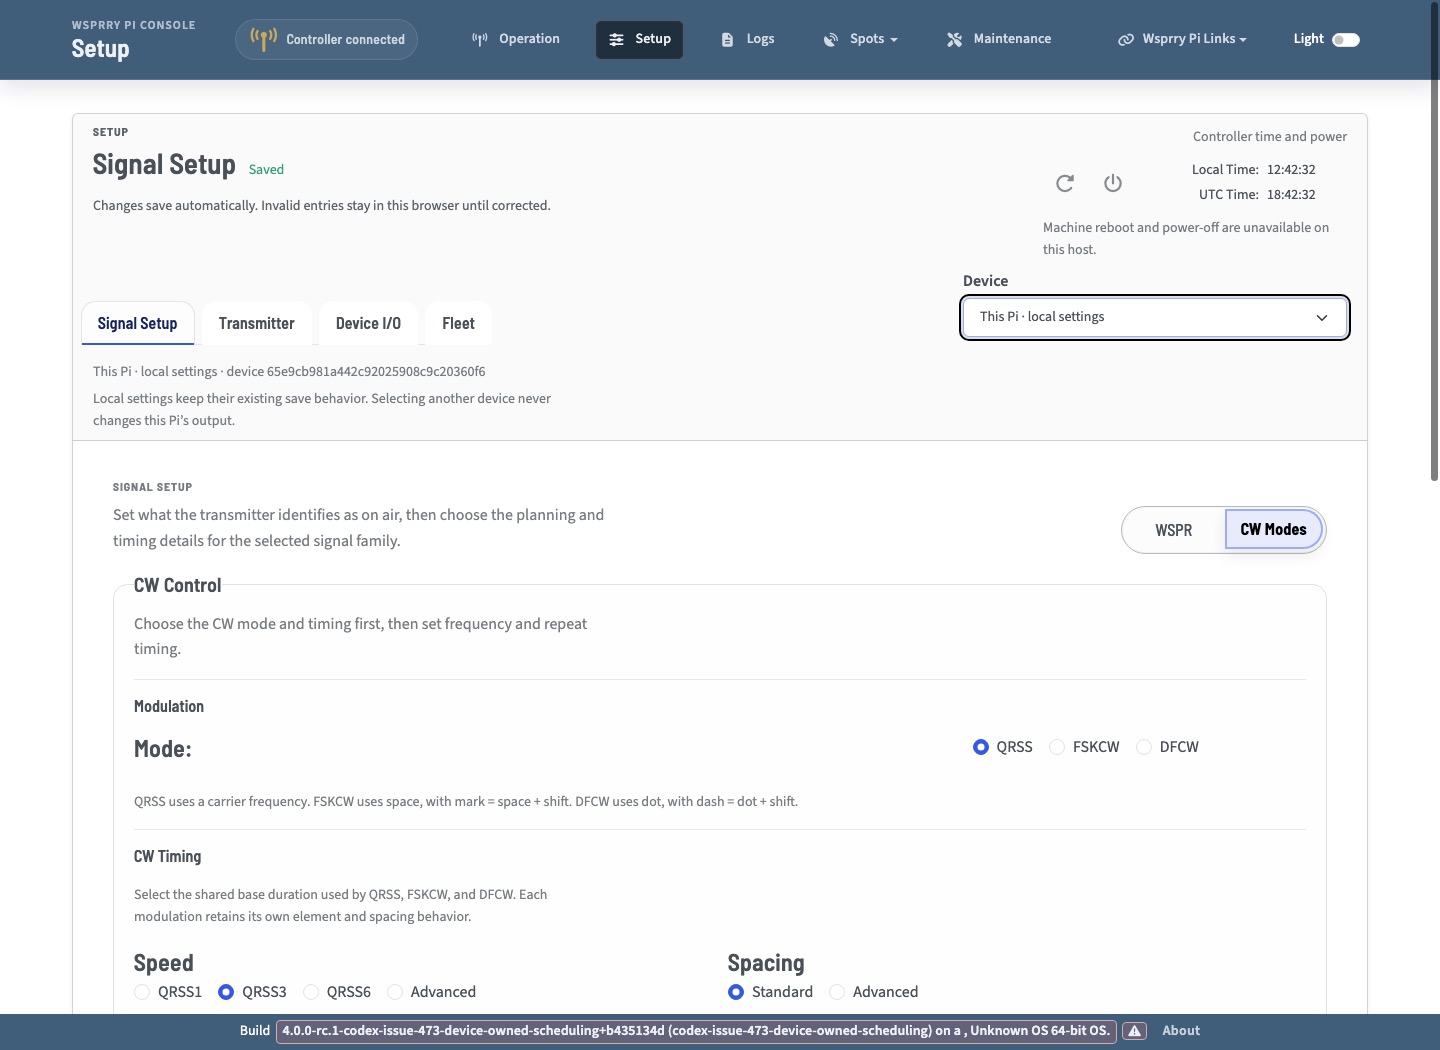 WSPRRY PI CONSOLE
Setup
Controller connected
Operation
Setup
Logs
Spots
Maintenance
Wsprry Pi Links
Light
SETUP
Signal Setup Saved
Changes save automatically. Invalid entries stay in this browser until corrected.
Controller time and power
Local Time: 12:42:32
UTC Time: 18:42:32
Machine reboot and power-off are unavailable on
this host.
Device
This Pi · local settings
Signal Setup
Transmitter
Device I/O
Fleet
This Pi · local settings · device 65e9cb981a442c92025908c9c20360f6
Local settings keep their existing save behavior. Selecting another device never
changes this Pi’s output.
SIGNAL SETUP
Set what the transmitter identifies as on air, then choose the planning and
timing details for the selected signal family.
WSPR
CW Modes
CW Control
Choose the CW mode and timing first, then set frequency and repeat
timing.
Modulation
Mode:
QRSS FSKCW DFCW
QRSS uses a carrier frequency. FSKCW uses space, with mark = space + shift. DFCW uses dot, with dash = dot + shift.
CW Timing
Select the shared base duration used by QRSS, FSKCW, and DFCW. Each
modulation retains its own element and spacing behavior.
Speed
QRSS1 QRSS3 QRSS6 Advanced
Spacing
Standard Advanced
Build 4.0.0-rc.1-codex-issue-473-device-owned-scheduling+b435134d (codex-issue-473-device-owned-scheduling) on a , Unknown OS 64-bit OS. About